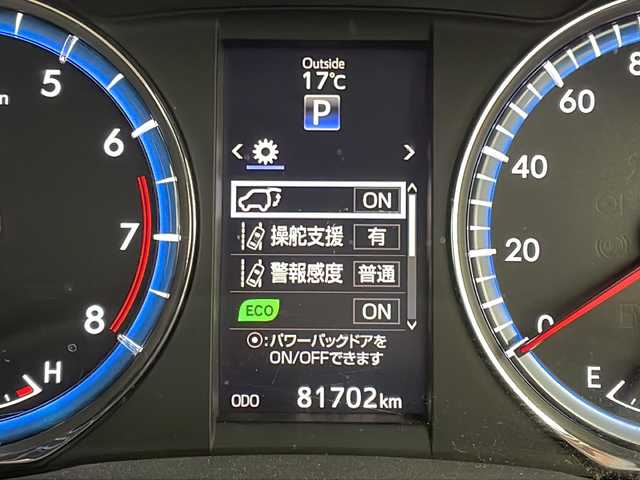 Outside
17℃
P
ON
操舵支援 有
警報感度 普通
ECO ON
⦿:パワーバックドアを
ON/OFFできます
ODO 81702km
5
6
7
8
H
60
40
20
0
E